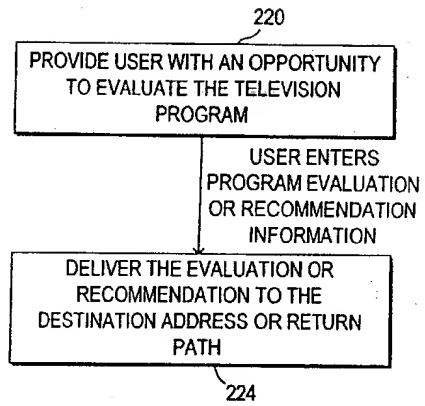 220
PROVIDE USER WITH AN OPPORTUNITY
TO EVALUATE THE TELEVISION
PROGRAM
USER ENTERS
PROGRAM EVALUATION
OR RECOMMENDATION
INFORMATION
DELIVER THE EVALUATION OR
RECOMMENDATION TO THE
DESTINATION ADDRESS OR RETURN
PATH
224